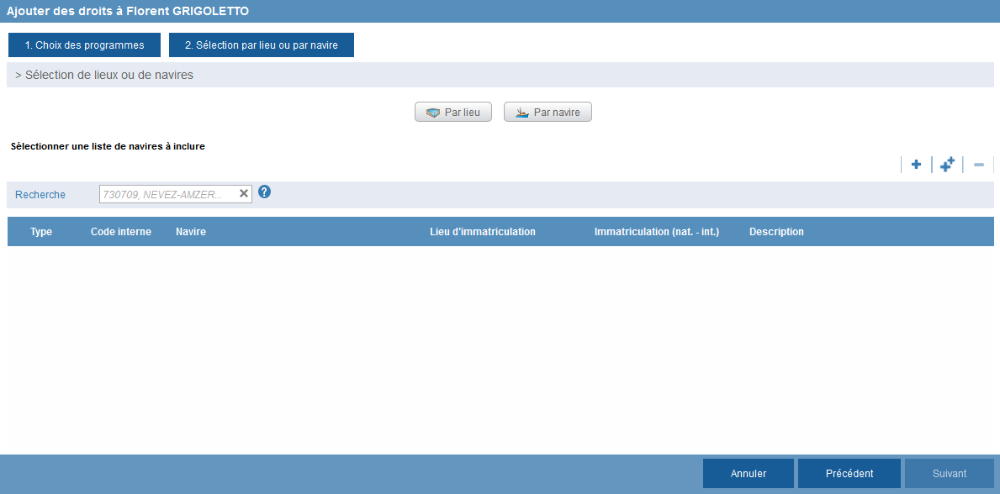 Ajouter des droits à Florent GRIGOLETTO
1. Choix des programmes
2. Sélection par lieu ou par navire
> Sélection de lieux ou de navires
Par lieu
Par navire
Sélectionner une liste de navires à inclure
Recherche
730709, NEVEZ-AMZER...
Type
Code interne
Navire
Lieu d'immatriculation
Immatriculation (nat. - int.)
Description
Annuler
Précédent
Suivant